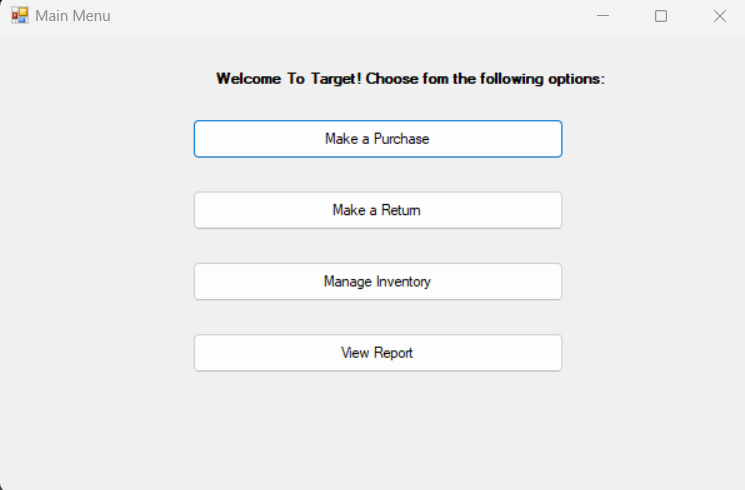 Main Menu
Welcome To Target! Choose fom the following options:
Make a Purchase
Make a Return
Manage Inventory
View Report